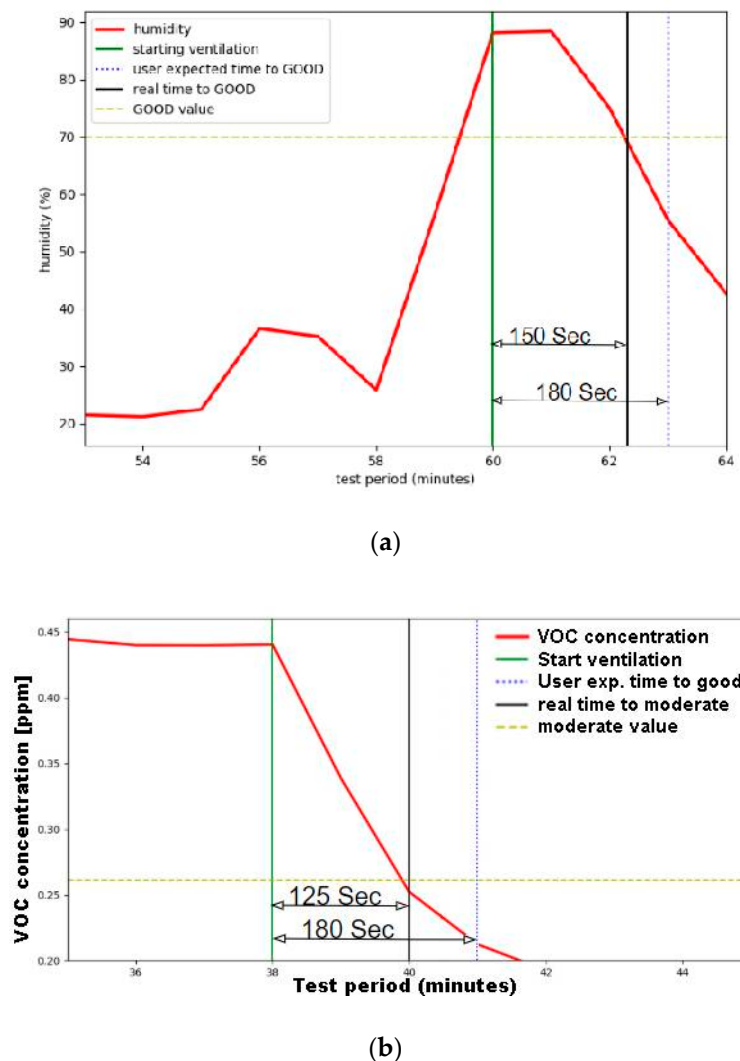 90
80
70
60
50
40
30
20
humidity (%)
humidity
starting ventilation
user expected time to GOOD
real time to GOOD
GOOD value
150 Sec
180 Sec
54
56
58
60
62
64
test period (minutes)
(a)
0.45
0.40
0.35
0.30
0.25
0.20
VOC concentration [ppm]
VOC concentration
Start ventilation
User exp. time to good
real time to moderate
moderate value
125 Sec
180 Sec
36
38
40
42
44
Test period (minutes)
(b)